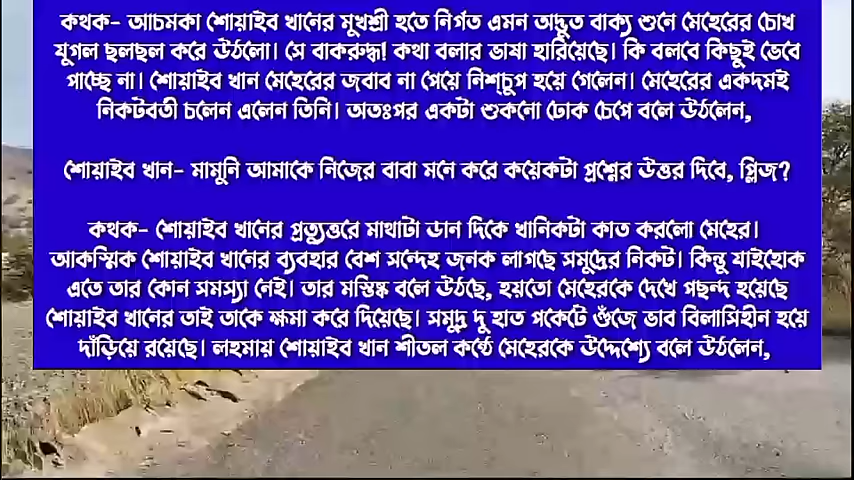 কথক- আচমকা শোয়াইব খানের মুখশ্রী হতে নির্গত এমন অদ্ভুত বাক্য শুনে মেহেরের চোখ
যুগল ছলছল করে উঠলো। সে বাকরুদ্ধ! কথা বলার ভাষা হারিয়েছে। কি বলবে কিছুই ভেবে
পাচ্ছে না। শোয়াইব খান মেহেরের জবাব না পেয়ে নিশ্চুপ হয়ে গেলেন। মেহেরের একদমই
নিকটবর্তী চলেন এলেন তিনি। অতঃপর একটা শুকনো ঢোক চেপে বলে উঠলেন,
শোয়াইব খান- মামুনি আমাকে নিজের বাবা মনে করে কয়েকটা প্রশ্নের উত্তর দিবে, প্লিজ?
কথক- শোয়াইব খানের প্রত্যুত্তরে মাথাটা ডান দিকে খানিকটা কাত করলো মেহের।
আকস্মিক শোয়াইব খানের ব্যবহার বেশ সন্দেহ জনক লাগছে সমুদ্রের নিকট। কিন্তু যাইহোক
এতে তার কোন সমস্যা নেই। তার মস্তিষ্ক বলে উঠছে, হয়তো মেহেরকে দেখে পছন্দ হয়েছে
শোয়াইব খানের তাই তাকে ক্ষমা করে দিয়েছে। সমুদ্র দু হাত পকেটে গুঁজে ভাব বিলাসিহীন হয়ে
দাঁড়িয়ে রয়েছে। লহমায় শোয়াইব খান শীতল কন্ঠে মেহেরকে উদ্দেশ্যে বলে উঠলেন,